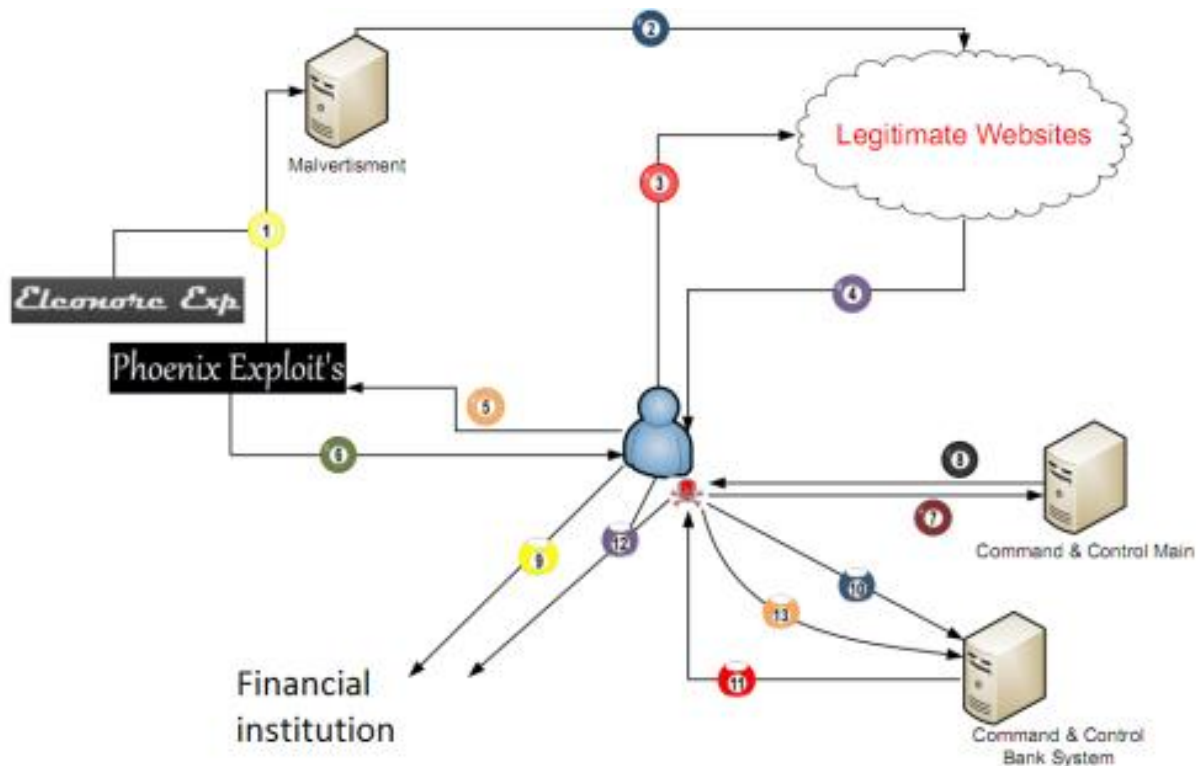 2
Legitimate Websites
Malvertisment
3
1
4
Eleonore Exp
Phoenix Exploit's
5
6
8
7
Command & Control Main
9
12
10
13
11
Financial
institution
Command & Control
Bank System